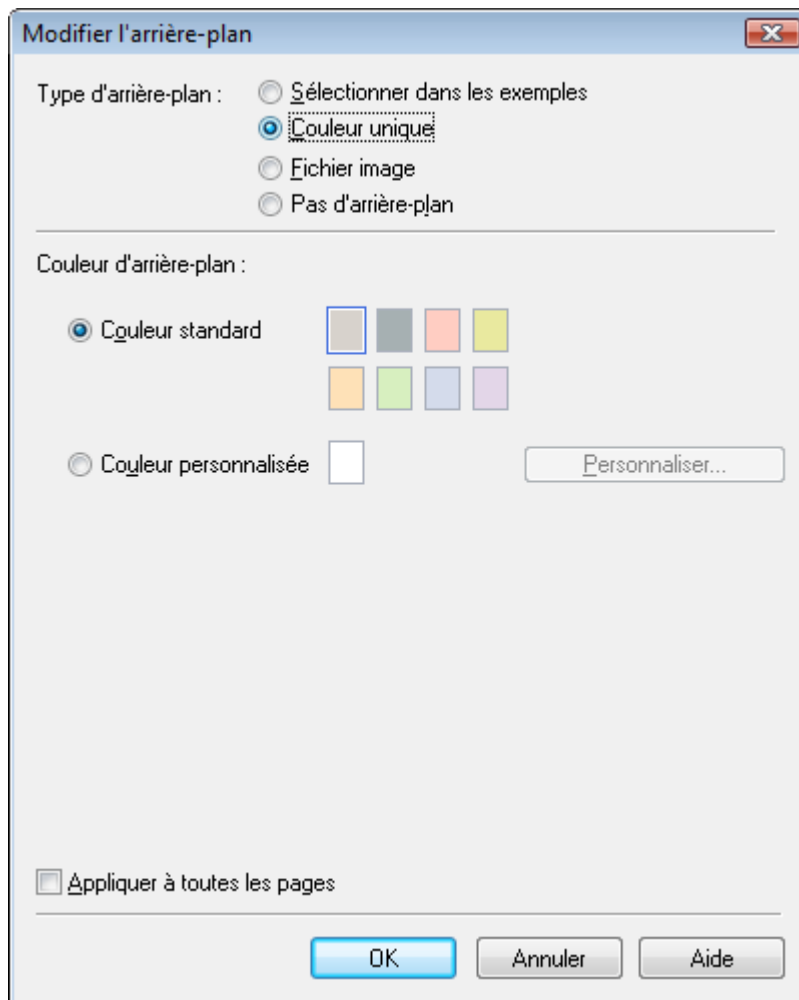 Modifier l'arrière-plan
Type d'arrière-plan :
Sélectionner dans les exemples
Couleur unique
Fichier image
Pas d'arrière-plan
Couleur d'arrière-plan :
Couleur standard
Couleur personnalisée
Personnaliser...
Appliquer à toutes les pages
OK
Annuler
Aide